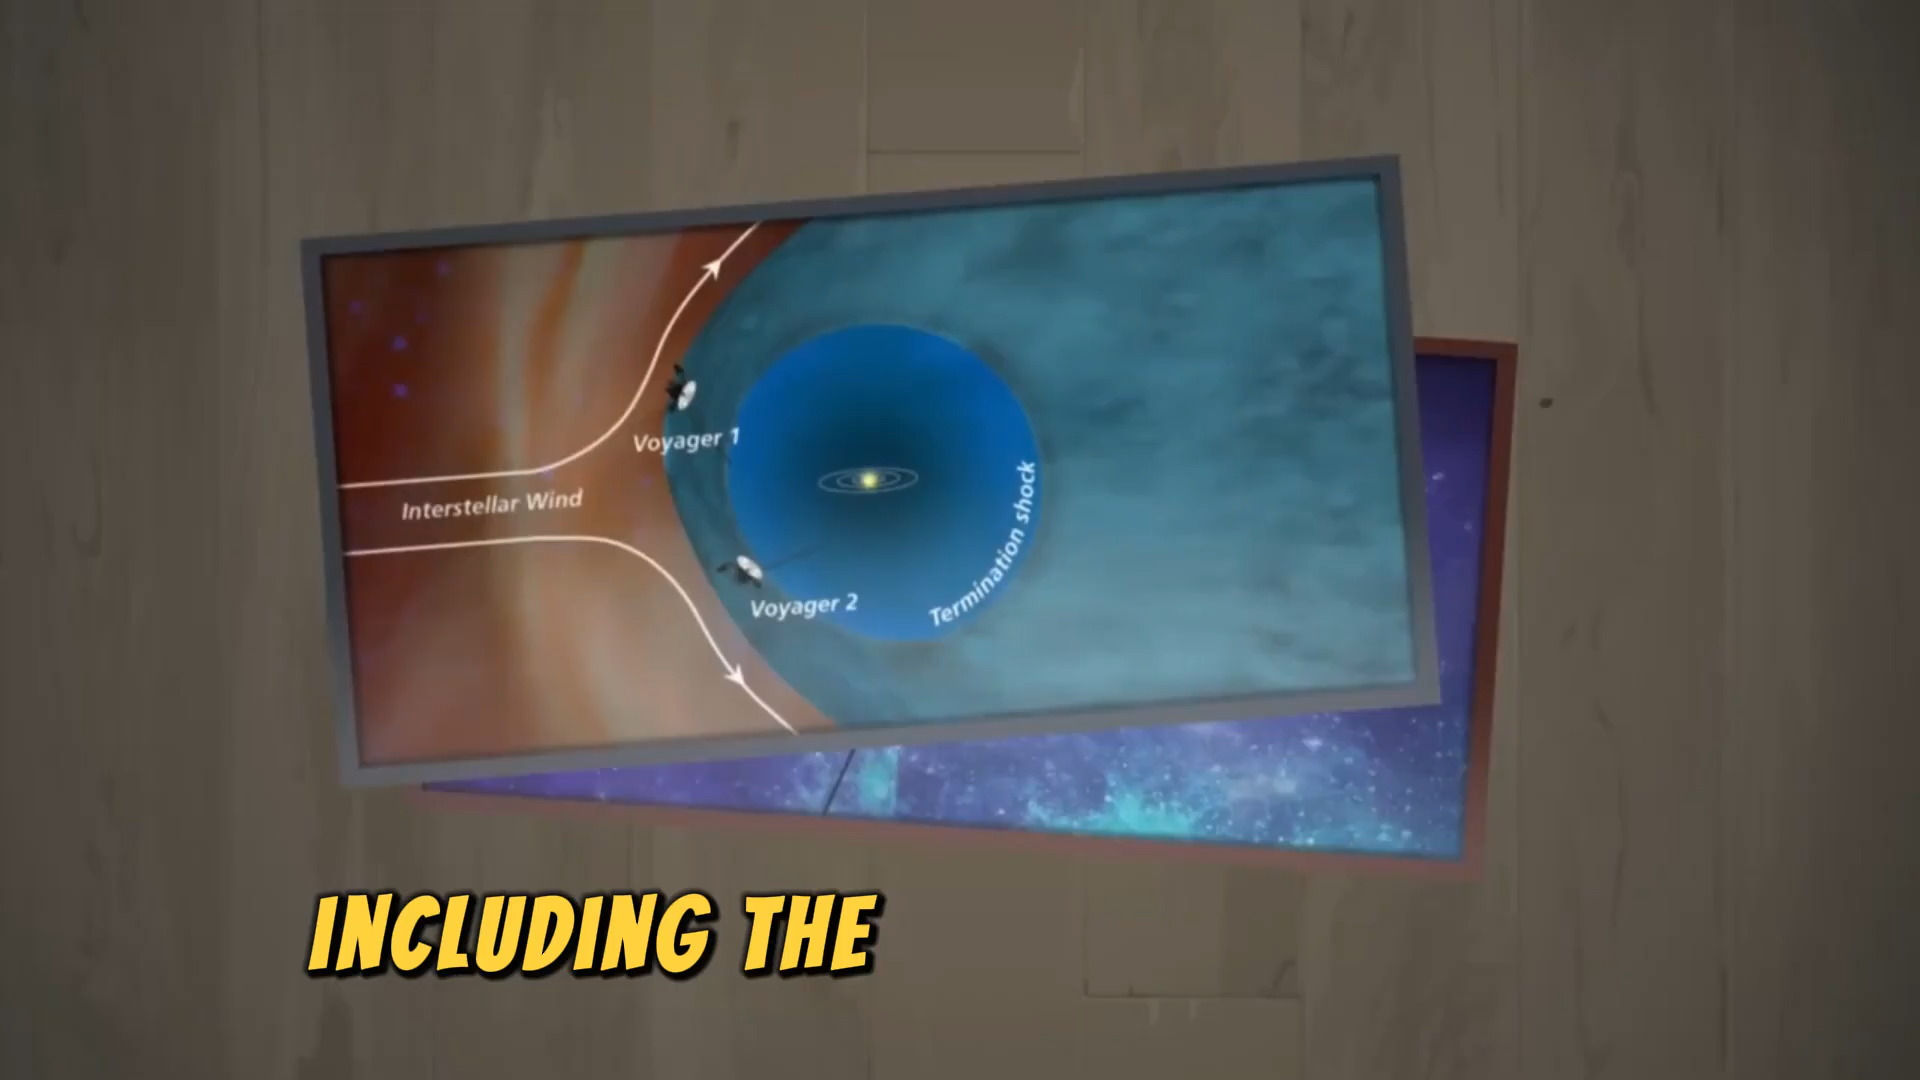 Voyager 1
Interstellar Wind
Termination shock
Voyager 2
INCLUDING THE